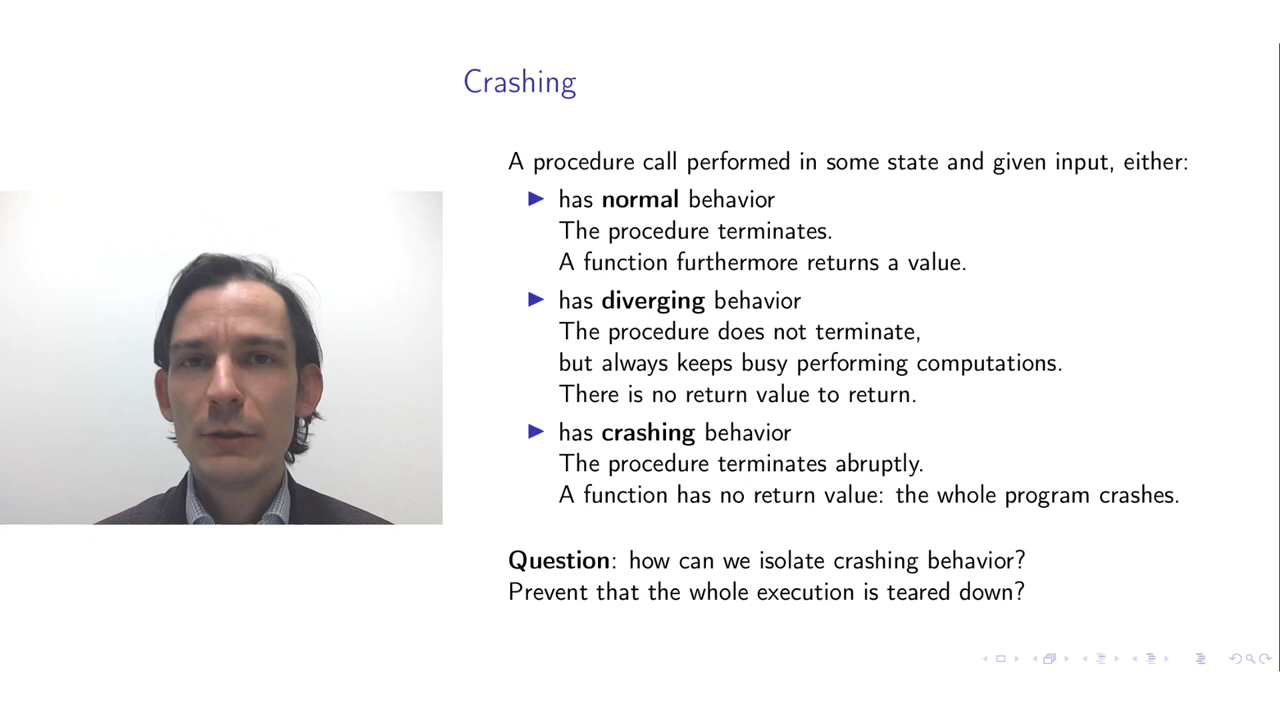 Crashing
A procedure call performed in some state and given input, either:
has normal behavior
The procedure terminates.
A function furthermore returns a value.
has diverging behavior
The procedure does not terminate,
but always keeps busy performing computations.
There is no return value to return.
has crashing behavior
The procedure terminates abruptly.
A function has no return value: the whole program crashes.
Question: how can we isolate crashing behavior?
Prevent that the whole execution is teared down?